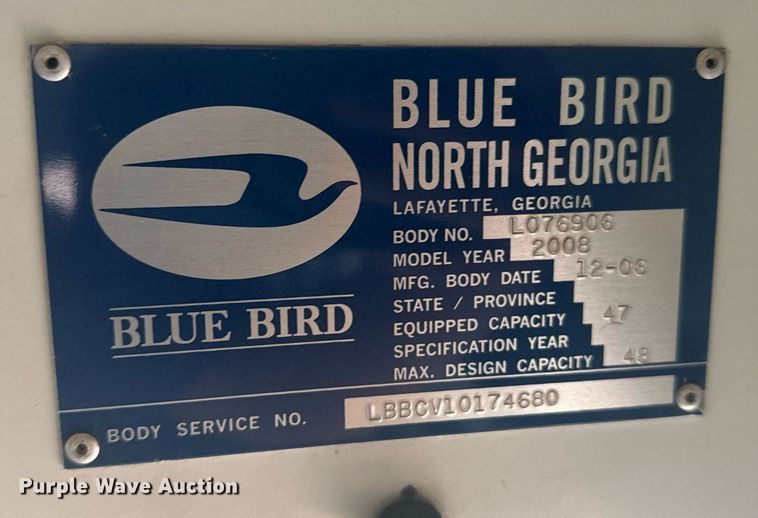 BLUE BIRD
NORTH GEORGIA
LAFAYETTE, GEORGIA
BODY NO. L076906
MODEL YEAR 2008
MFG. BODY DATE 12-06
STATE / PROVINCE
EQUIPPED CAPACITY 47
SPECIFICATION YEAR
MAX. DESIGN CAPACITY 48
BLUE BIRD
BODY SERVICE NO. LBBCV10174680
Purple Wave Auction